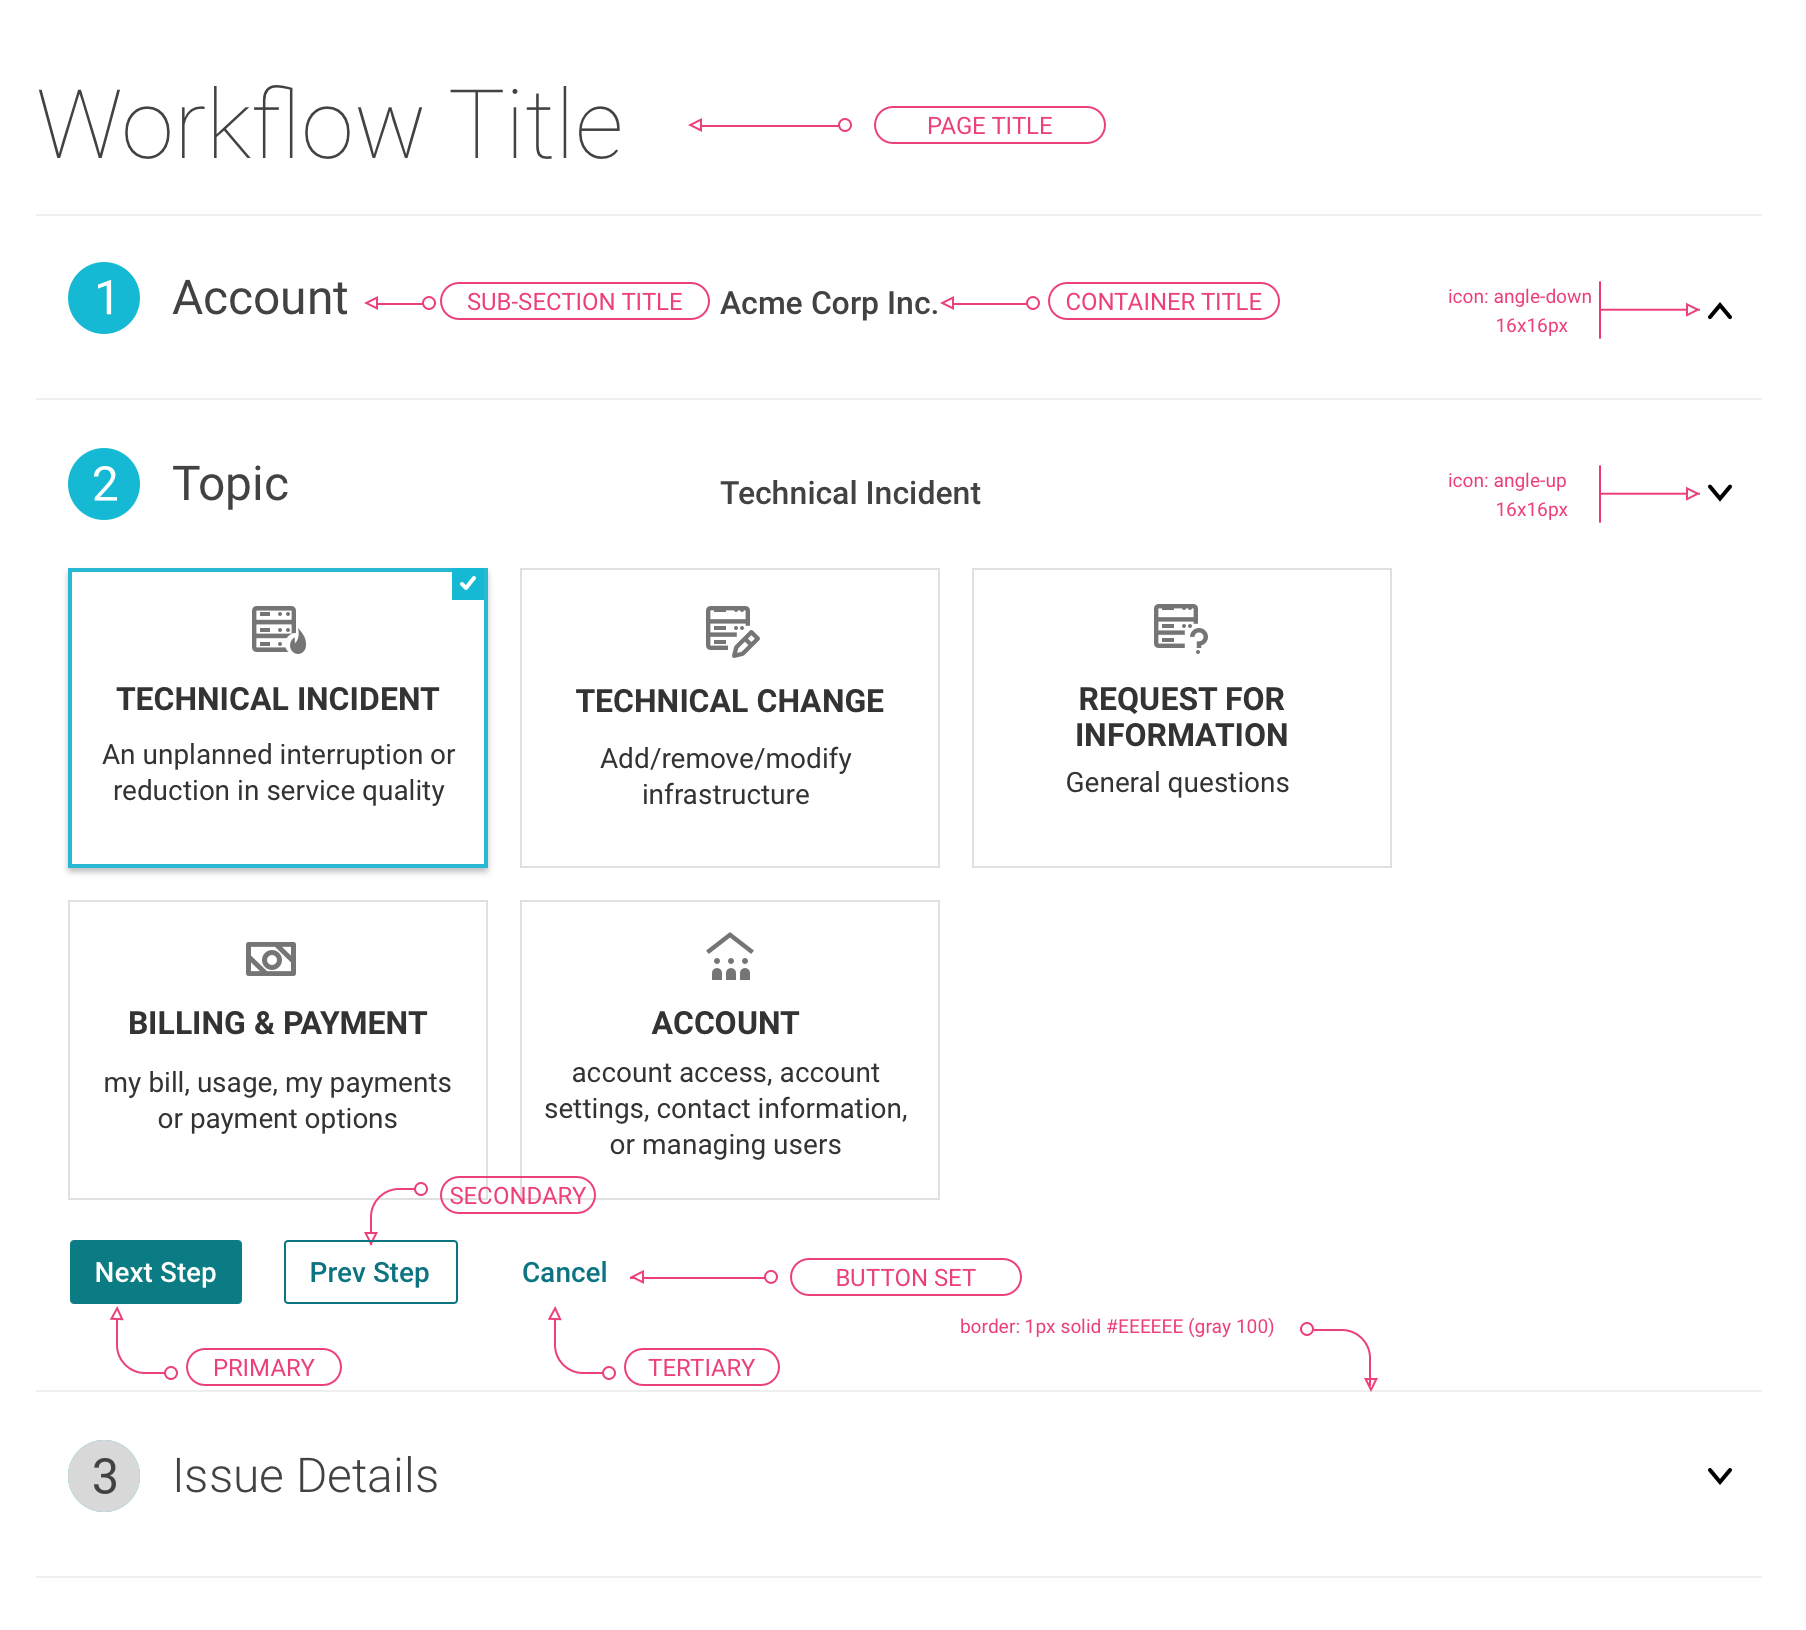 Workflow Title
PAGE TITLE
1
Account
SUB-SECTION TITLE
Acme Corp Inc.
CONTAINER TITLE
icon: angle-down
16x16px
2
Topic
Technical Incident
icon: angle-up
16x16px
TECHNICAL INCIDENT
An unplanned interruption or
reduction in service quality
TECHNICAL CHANGE
Add/remove/modify
infrastructure
REQUEST FOR
INFORMATION
General questions
BILLING & PAYMENT
my bill, usage, my payments
or payment options
ACCOUNT
account access, account
settings, contact information,
or managing users
SECONDARY
Next Step
Prev Step
Cancel
BUTTON SET
PRIMARY
TERTIARY
border: 1px solid #EEEEEE (gray 100)
3
Issue Details